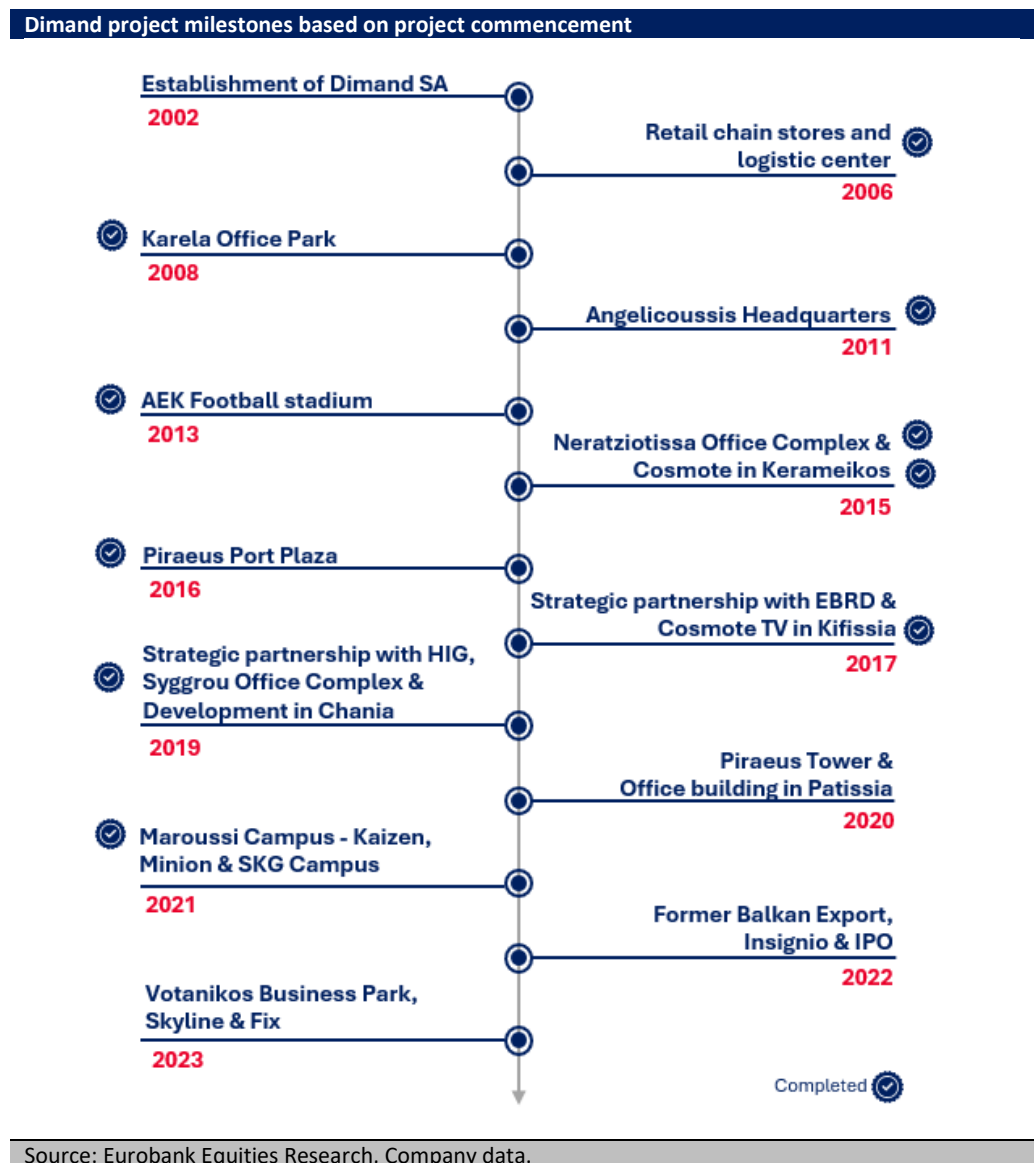 Dimand project milestones based on project commencement
Establishment of Dimand SA
2002
Retail chain stores and
logistic center
2006
Karela Office Park
2008
Angelicoussis Headquarters
2011
AEK Football stadium
2013
Neratziotissa Office Complex &
Cosmote in Kerameikos
2015
Piraeus Port Plaza
2016
Strategic partnership with EBRD &
Cosmote TV in Kifissia
2017
Strategic partnership with HIG,
Syggrou Office Complex &
Development in Chania
2019
Piraeus Tower &
Office building in Patissia
2020
Maroussi Campus - Kaizen,
Minion & SKG Campus
2021
Former Balkan Export,
Insignio & IPO
2022
Votanikos Business Park,
Skyline & Fix
2023
Completed
Source: Eurobank Equities Research, Company data.